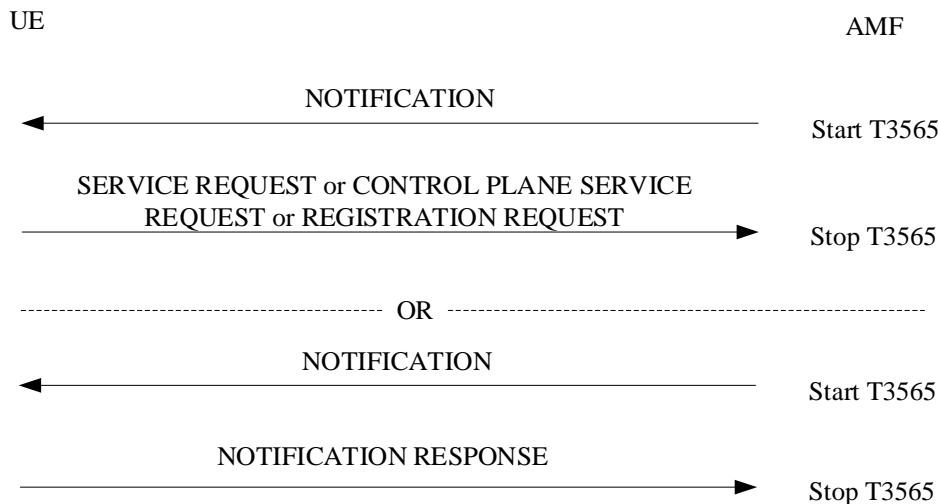 UE
AMF
NOTIFICATION
Start T3565
SERVICE REQUEST or CONTROL PLANE SERVICE
REQUEST or REGISTRATION REQUEST
Stop T3565
OR
NOTIFICATION
Start T3565
NOTIFICATION RESPONSE
Stop T3565